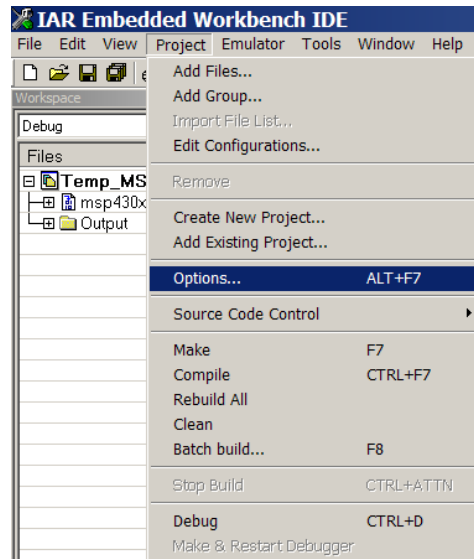 IAR Embedded Workbench IDE
File Edit View Project Emulator Tools Window Help
Workspace
Debug
Files
Temp_MS
msp430x
Output
Add Files...
Add Group...
Import File List...
Edit Configurations...
Remove
Create New Project...
Add Existing Project...
Options... ALT+F7
Source Code Control
Make F7
Compile CTRL+F7
Rebuild All
Clean
Batch build... F8
Stop Build CTRL+ATTN
Debug CTRL+D
Make & Restart Debugger